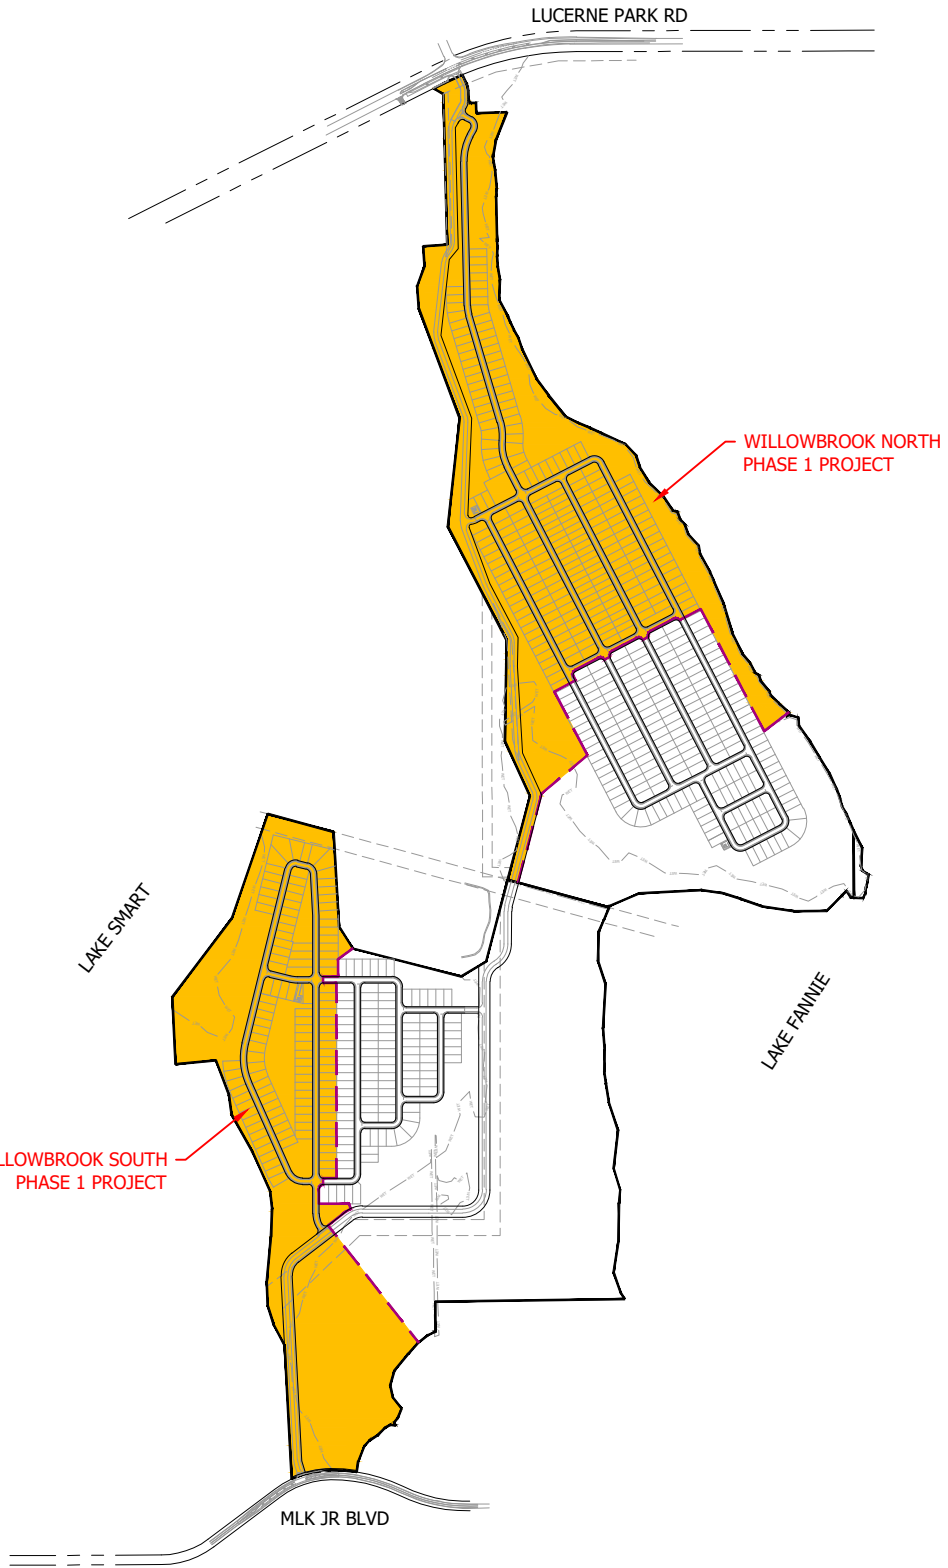 LUCERNE PARK RD
WILLOWBROOK NORTH
PHASE 1 PROJECT
LAKE SMART
LAKE FANNIE
LLOWBROOK SOUTH
PHASE 1 PROJECT
MLK JR BLVD